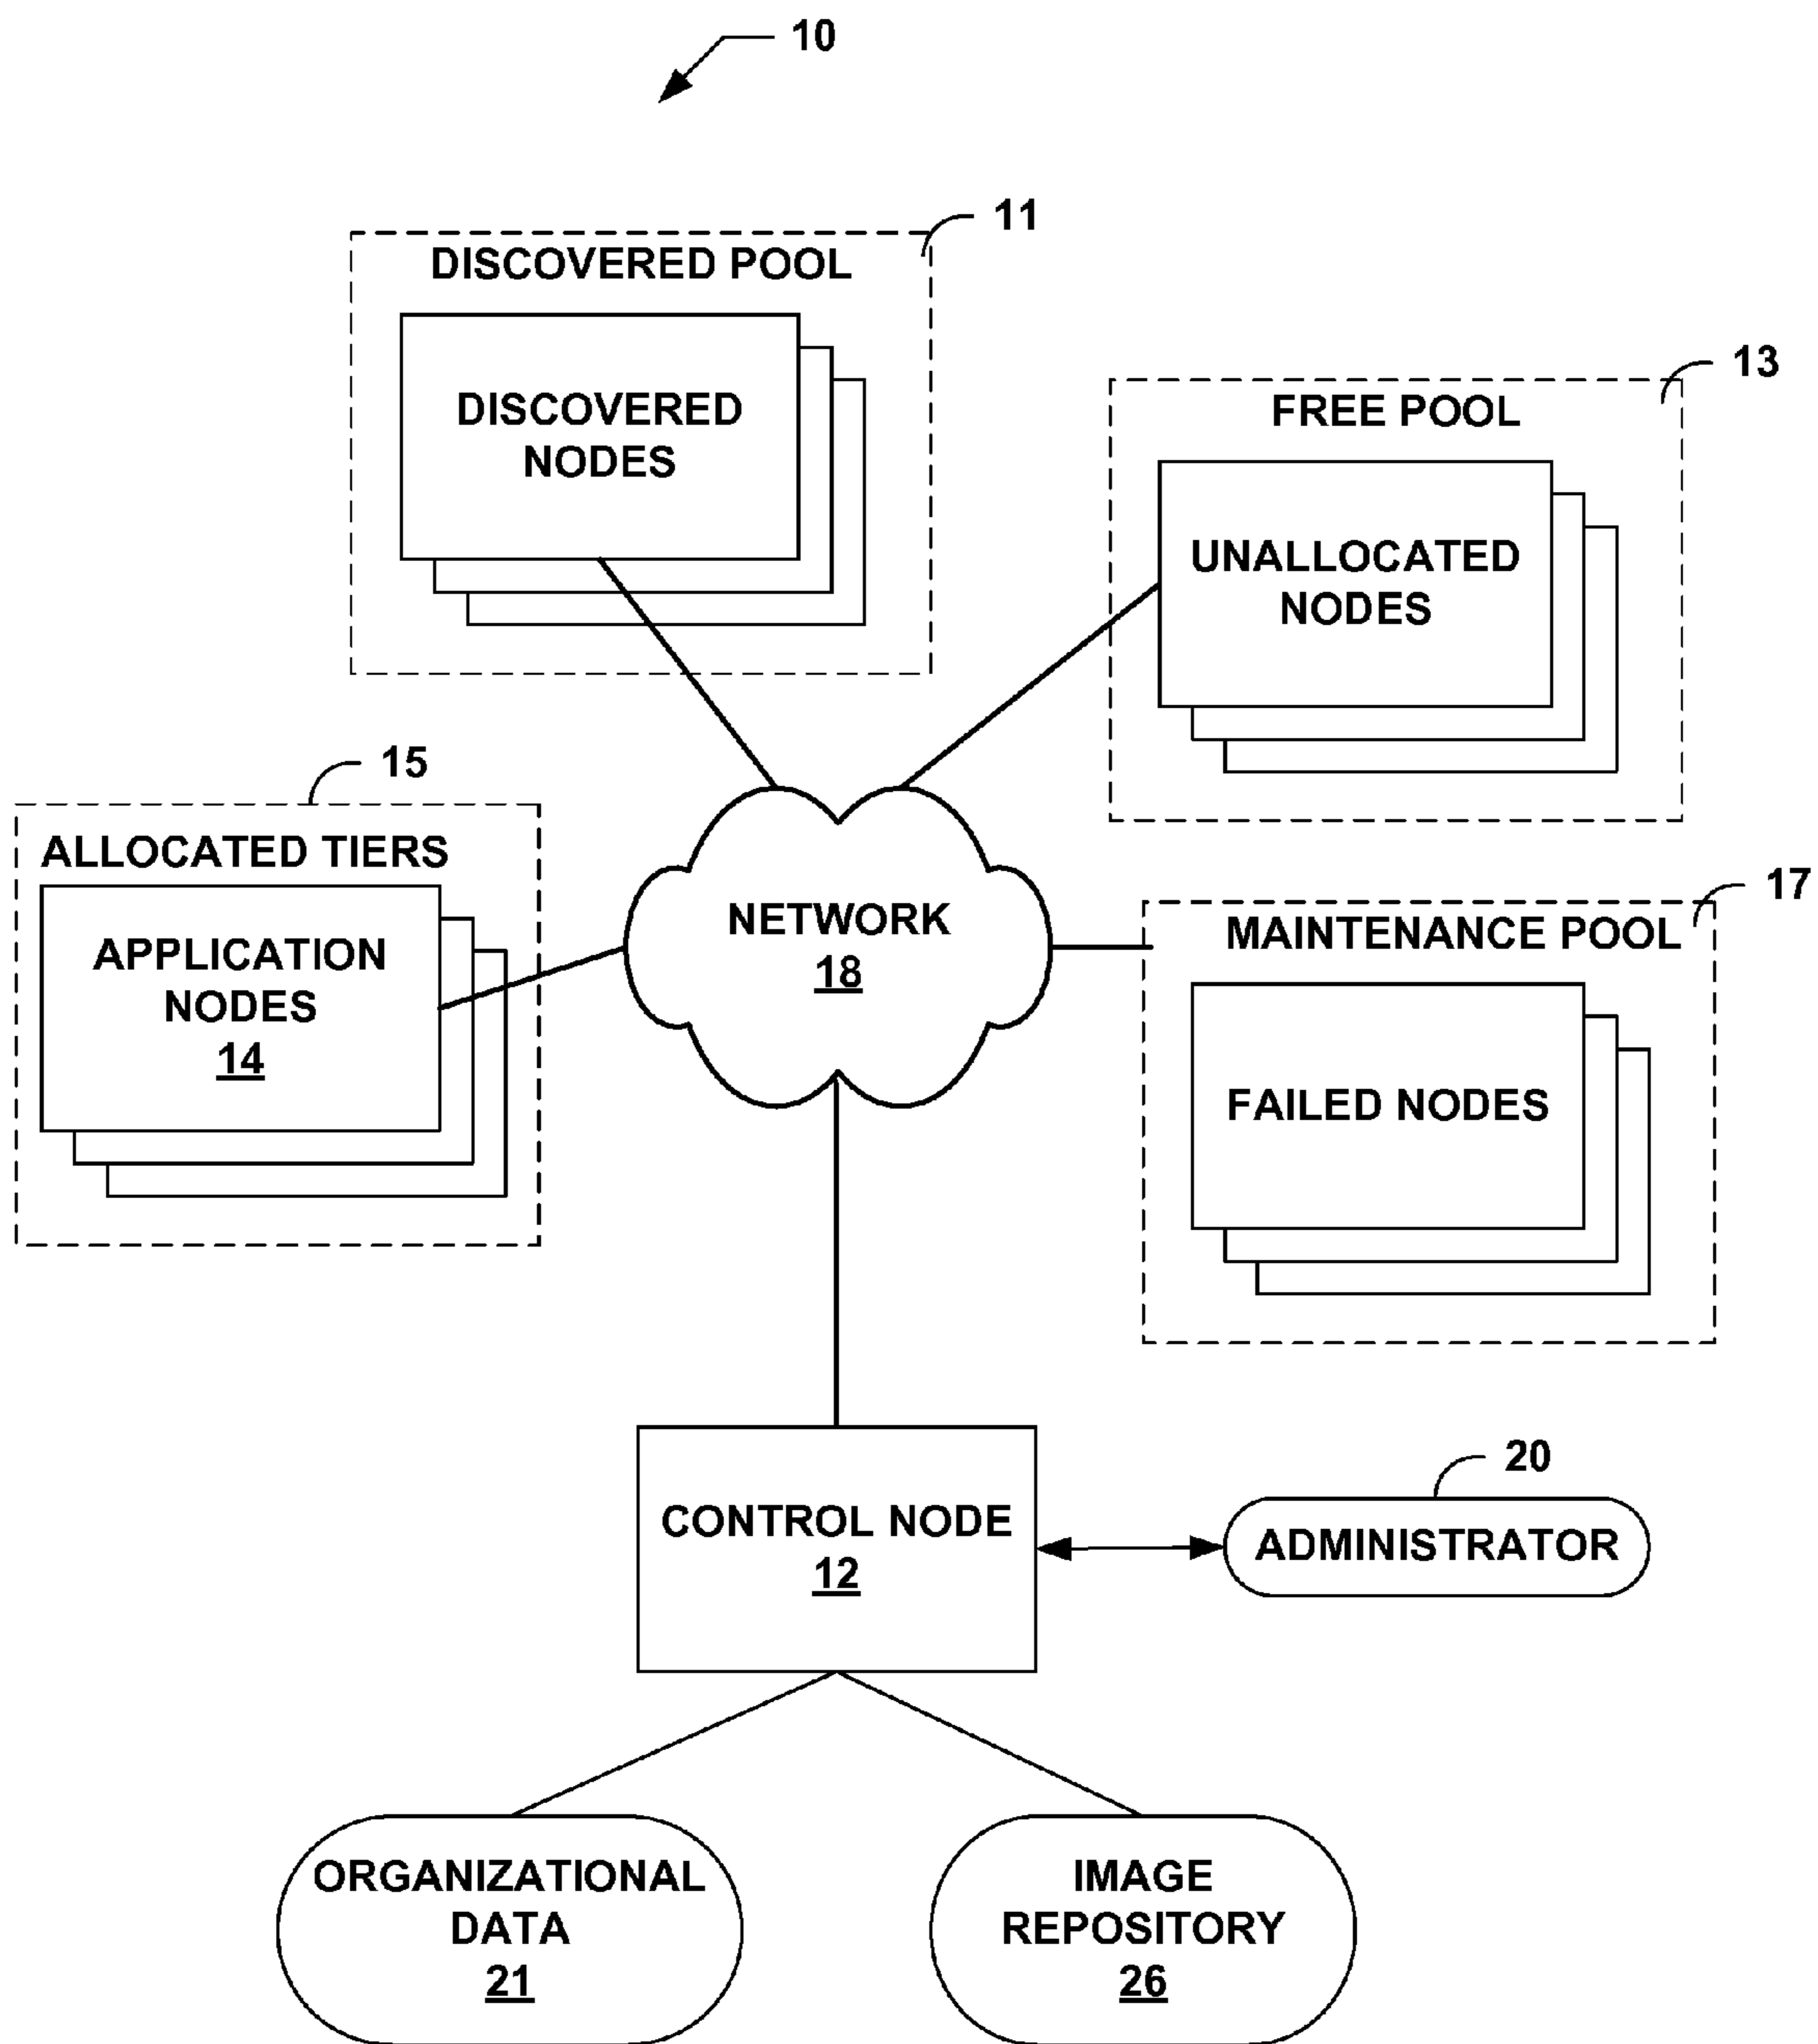 10
11
DISCOVERED POOL
DISCOVERED
NODES
13
FREE POOL
UNALLOCATED
NODES
15
ALLOCATED TIERS
APPLICATION
NODES
14
NETWORK
18
17
MAINTENANCE POOL
FAILED NODES
CONTROL NODE
12
20
ADMINISTRATOR
ORGANIZATIONAL
DATA
21
IMAGE
REPOSITORY
26